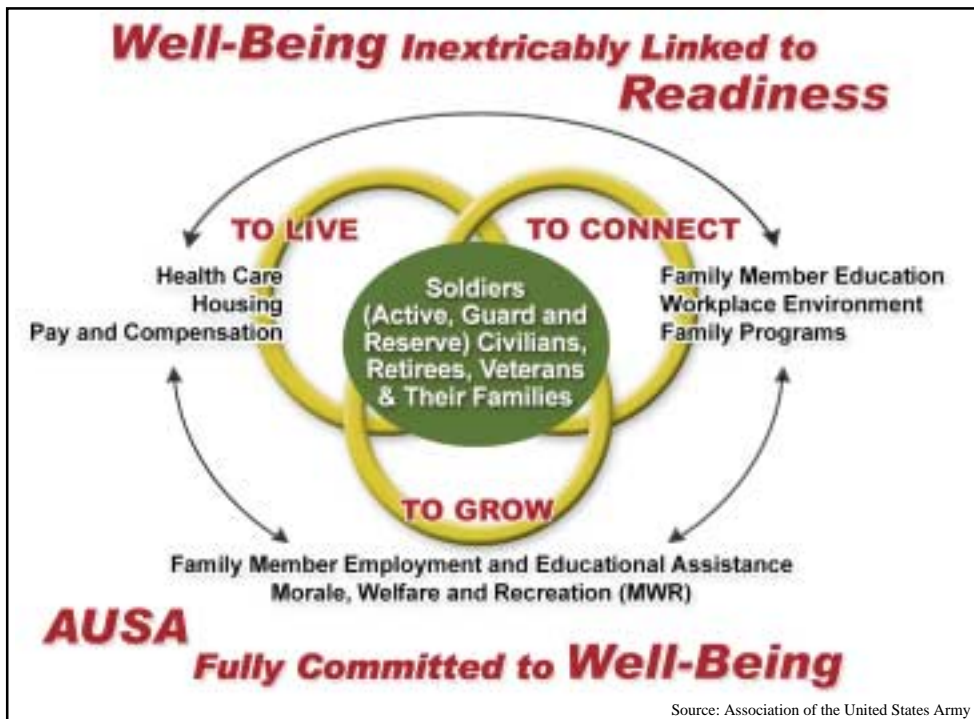 Well-Being Inextricably Linked to
Readiness
TO LIVE
Health Care
Housing
Pay and Compensation
TO CONNECT
Family Member Education
Workplace Environment
Family Programs
Soldiers
(Active, Guard and
Reserve) Civilians,
Retirees, Veterans
& Their Families
TO GROW
Family Member Employment and Educational Assistance
Morale, Welfare and Recreation (MWR)
AUSA
Fully Committed to Well-Being
Source: Association of the United States Army